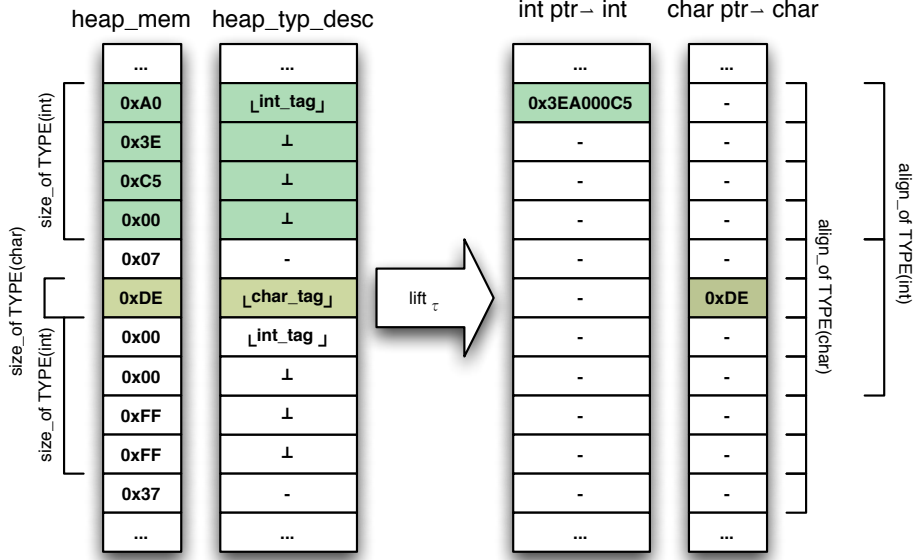 heap_mem heap_typ_desc int ptr⇀ int char ptr⇀ char
... ... ... ...
0xA0 ⌞int_tag⌟ 0x3EA000C5 -
0x3E ⊥ - -
0xC5 ⊥ - -
0x00 ⊥ - -
0x07 - - -
0xDE ⌞char_tag⌟ - 0xDE
0x00 ⌞int_tag ⌟ - -
0x00 ⊥ - -
0xFF ⊥ - -
0xFF ⊥ - -
0x37 - - -
... ... ... ...
size_of TYPE(int)
size_of TYPE(char)
size_of TYPE(int)
lift τ
align_of TYPE(char)
align_of TYPE(int)